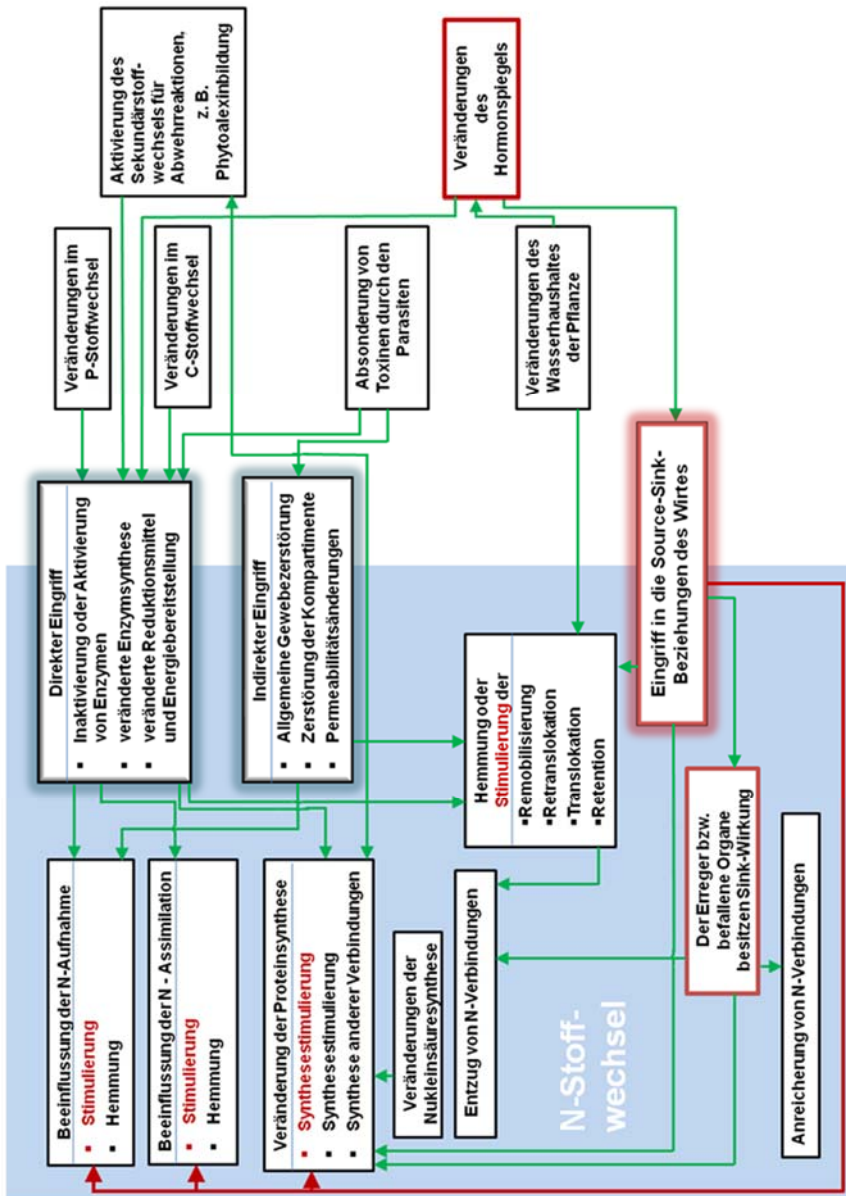 Beeinflussung der N-Aufnahme
▪ Stimulierung
▪ Hemmung
Beeinflussung der N - Assimilation
▪ Stimulierung
▪ Hemmung
Veränderung der Proteinsynthese
▪ Synthesestimulierung
▪ Synthesestimulierung
▪ Synthese anderer Verbindungen
Veränderungen der
Nukleinsäuresynthese
Entzug von N-Verbindungen
N-Stoff-
wechsel
Anreicherung von N-Verbindungen
Direkter Eingriff
▪ Inaktivierung oder Aktivierung
von Enzymen
▪ veränderte Enzymsynthese
▪ veränderte Reduktionsmittel
und Energiebereitstellung
Indirekter Eingriff
▪ Allgemeine Gewebezerstörung
▪ Zerstörung der Kompartimente
▪ Permeabilitätsänderungen
Hemmung oder
Stimulierung der
▪Remobilisierung
▪Retranslokation
▪Translokation
▪Retention
Der Erreger bzw.
befallene Organe
besitzen Sink-Wirkung
Eingriff in die Source-Sink-
Beziehungen des Wirtes
Veränderungen im
P-Stoffwechsel
Veränderungen im
C-Stoffwechsel
Absonderung von
Toxinen durch den
Parasiten
Veränderungen des
Wasserhaushaltes
der Pflanze
Aktivierung des
Sekundärstoff-
wechsels für
Abwehrreaktionen,
z. B.
Phytoalexinbildung
Veränderungen
des
Hormonspiegels